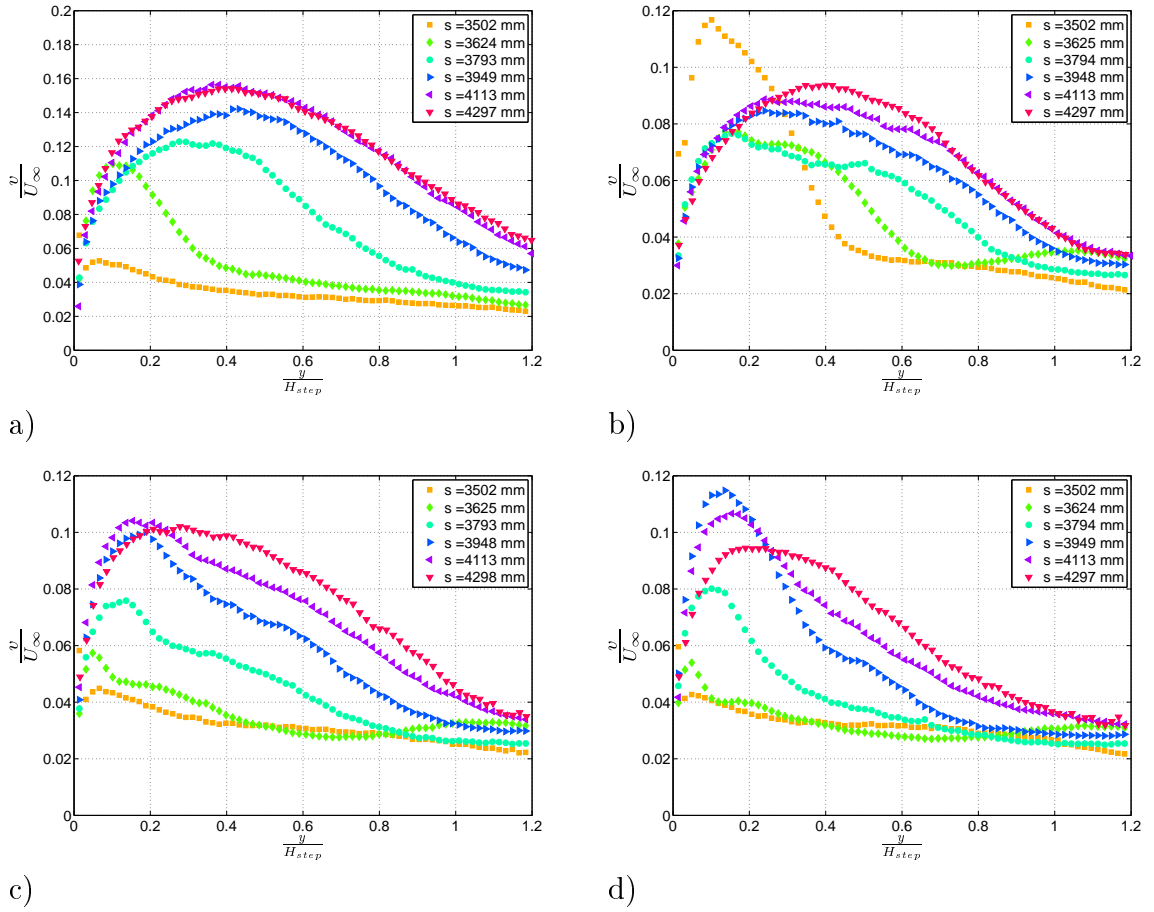 0.2
0.18
0.16
0.14
0.12
0.1
0.08
0.06
0.04
0.02
0
v
U∞
0 0.2 0.4 0.6 0.8 1 1.2
y
Hstep
s =3502 mm
s =3624 mm
s =3793 mm
s =3949 mm
s =4113 mm
s =4297 mm
a)
0.12
0.1
0.08
0.06
0.04
0.02
0
v
U∞
0 0.2 0.4 0.6 0.8 1 1.2
y
Hstep
s =3502 mm
s =3625 mm
s =3794 mm
s =3948 mm
s =4113 mm
s =4297 mm
b)
0.12
0.1
0.08
0.06
0.04
0.02
0
v
U∞
0 0.2 0.4 0.6 0.8 1 1.2
y
Hstep
s =3502 mm
s =3625 mm
s =3793 mm
s =3948 mm
s =4113 mm
s =4298 mm
c)
0.12
0.1
0.08
0.06
0.04
0.02
0
v
U∞
0 0.2 0.4 0.6 0.8 1 1.2
y
Hstep
s =3502 mm
s =3624 mm
s =3794 mm
s =3949 mm
s =4113 mm
s =4297 mm
d)